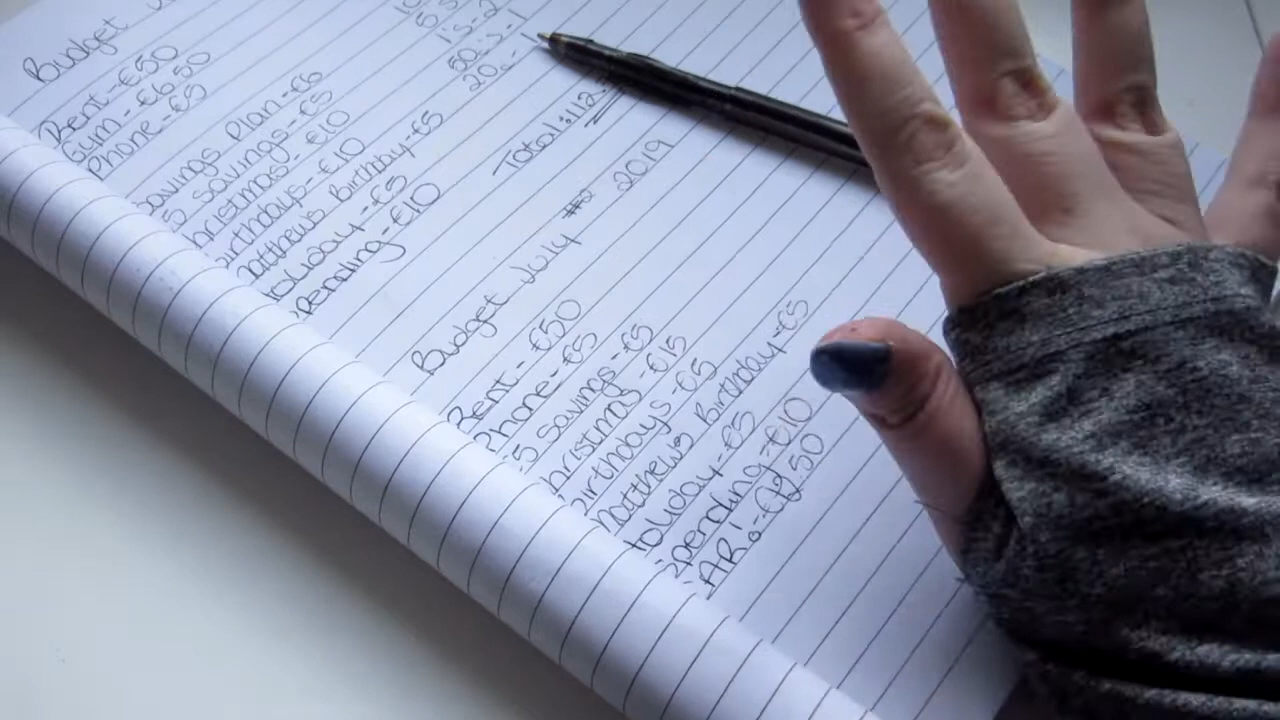 Budget
Rent - €50
Gym - €6.50
Phone - €5
Savings Plan - €6
5 Savings - €5
Christmas - €10
Birthdays - €10
Matthews Birthday - €5
Holiday - €5
Spending - €10
20 -
Total: 112
Budget July #2 2019
Rent - €50
Phone - €5
5 Savings - €5
Christmas - €15
Birthdays - €5
Matthews Birthday - €5
Holiday - €5
Spending - €10